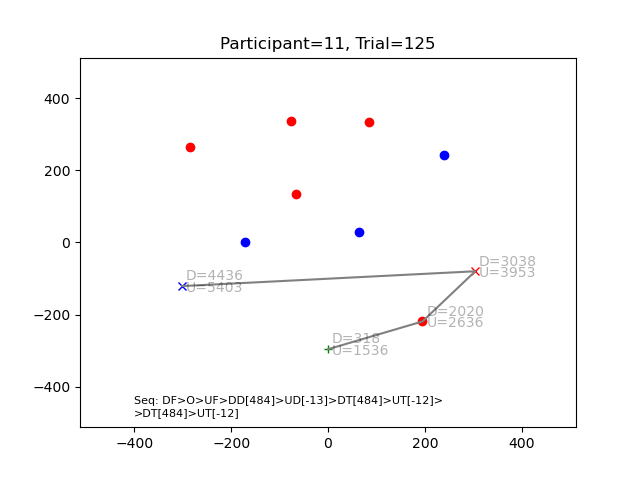 Participant=11, Trial=125
400
200
0
−200
−400
D=4436
U=5403
D=3038
U=3953
D=2020
U=2636
D=318
U=1536
Seq: DF>O>UF>DD[484]>UD[-13]>DT[484]>UT[-12]>
>DT[484]>UT[-12]
−400 −200 0 200 400